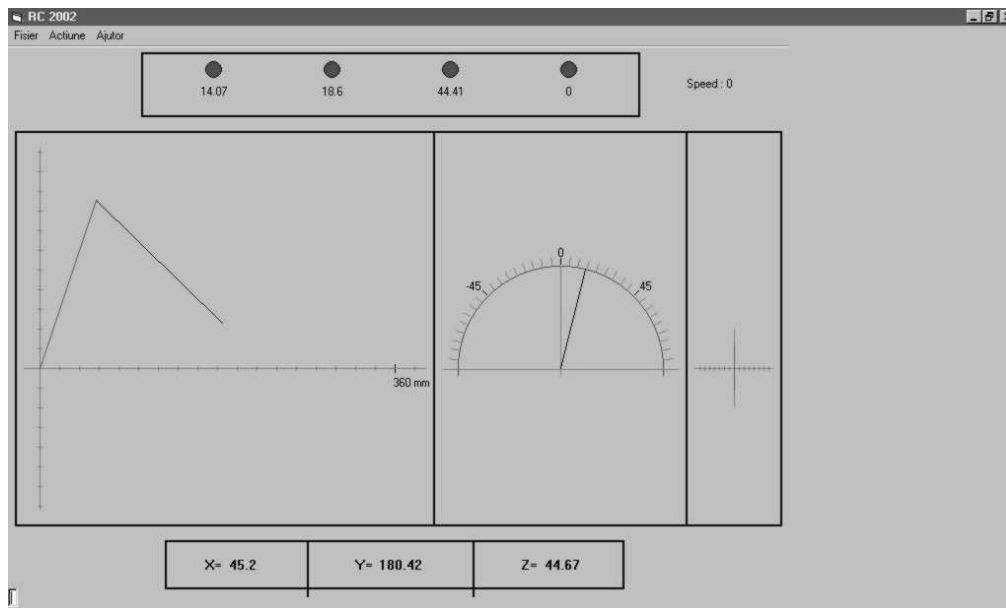 RC 2002
Fisier Actiune Ajutor
14.07 18.6 44.41 0
Speed : 0
0
-45 45
360 mm
X= 45.2 Y= 180.42 Z= 44.67